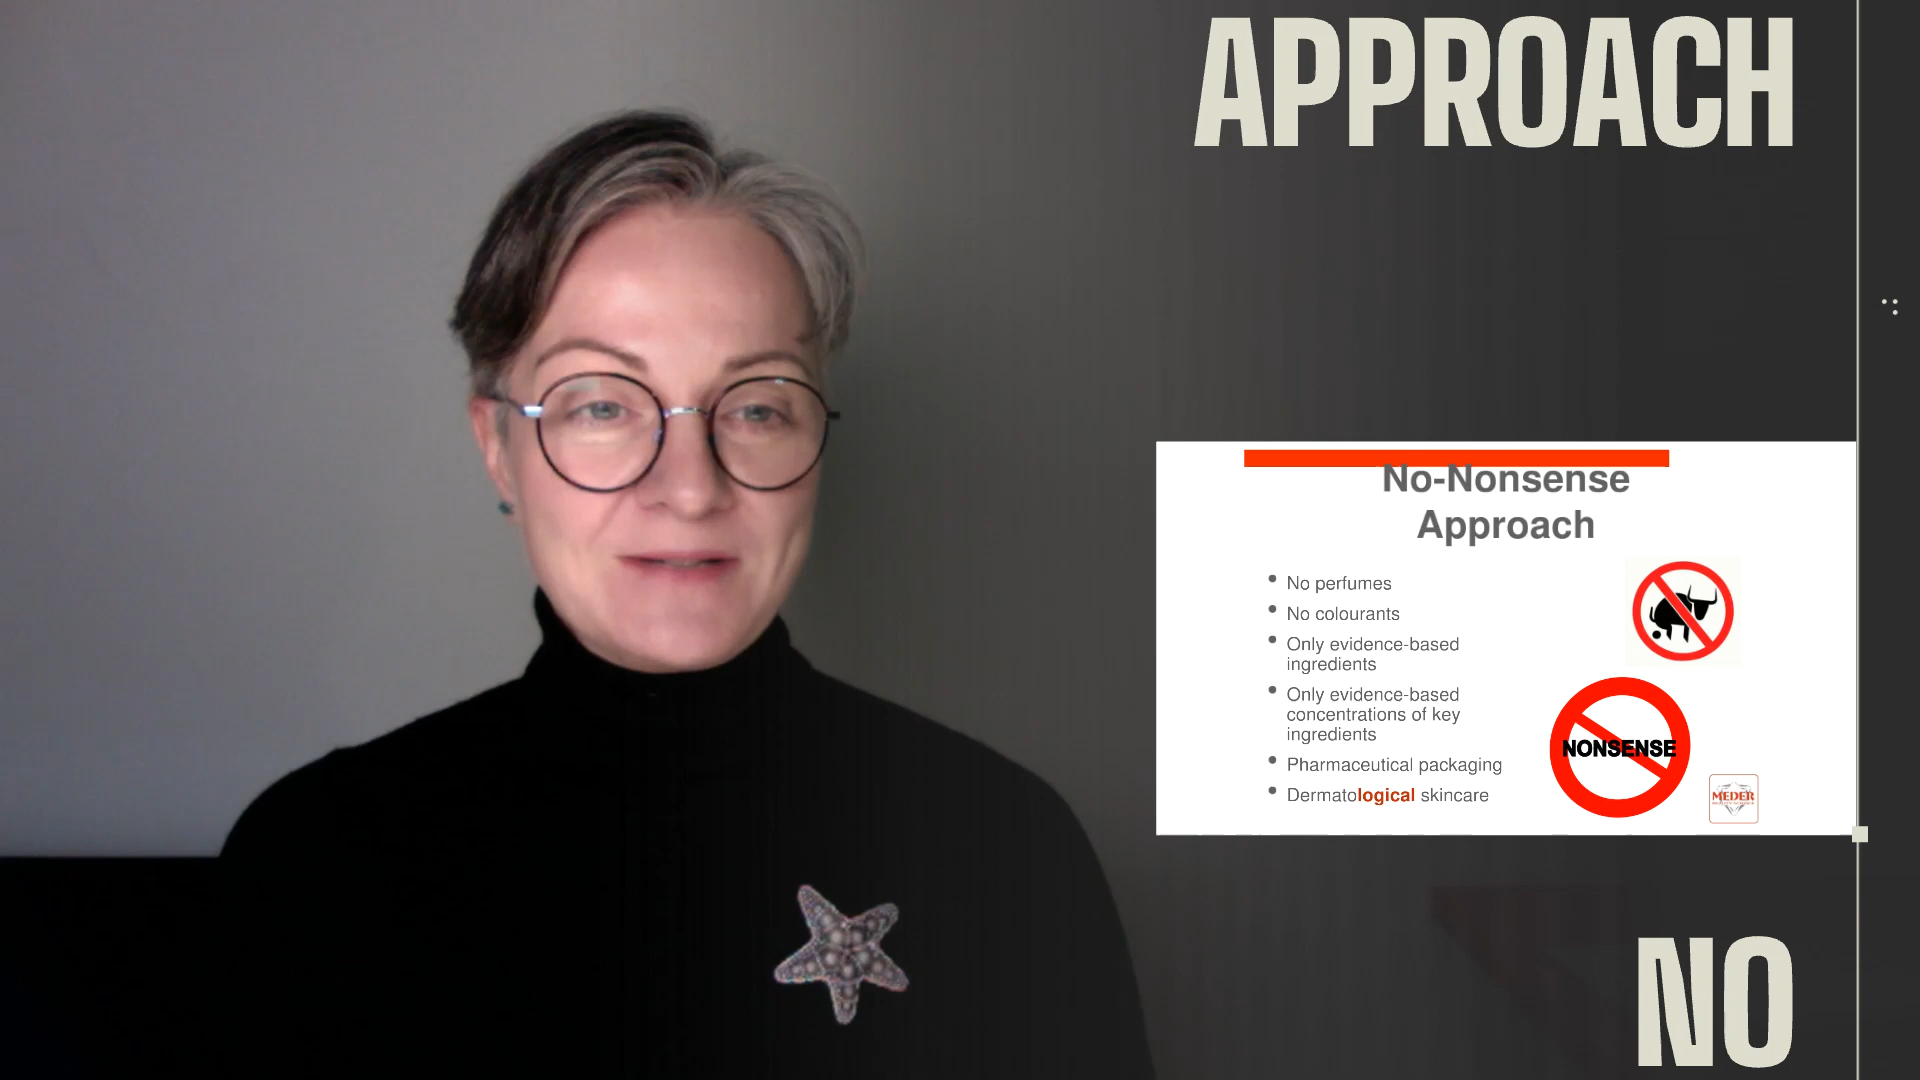 APPROACH
No-Nonsense
Approach
• No perfumes
• No colourants
• Only evidence-based
ingredients
• Only evidence-based
concentrations of key
ingredients
• Pharmaceutical packaging
• Dermatological skincare
NONSENSE
MEDER
NO